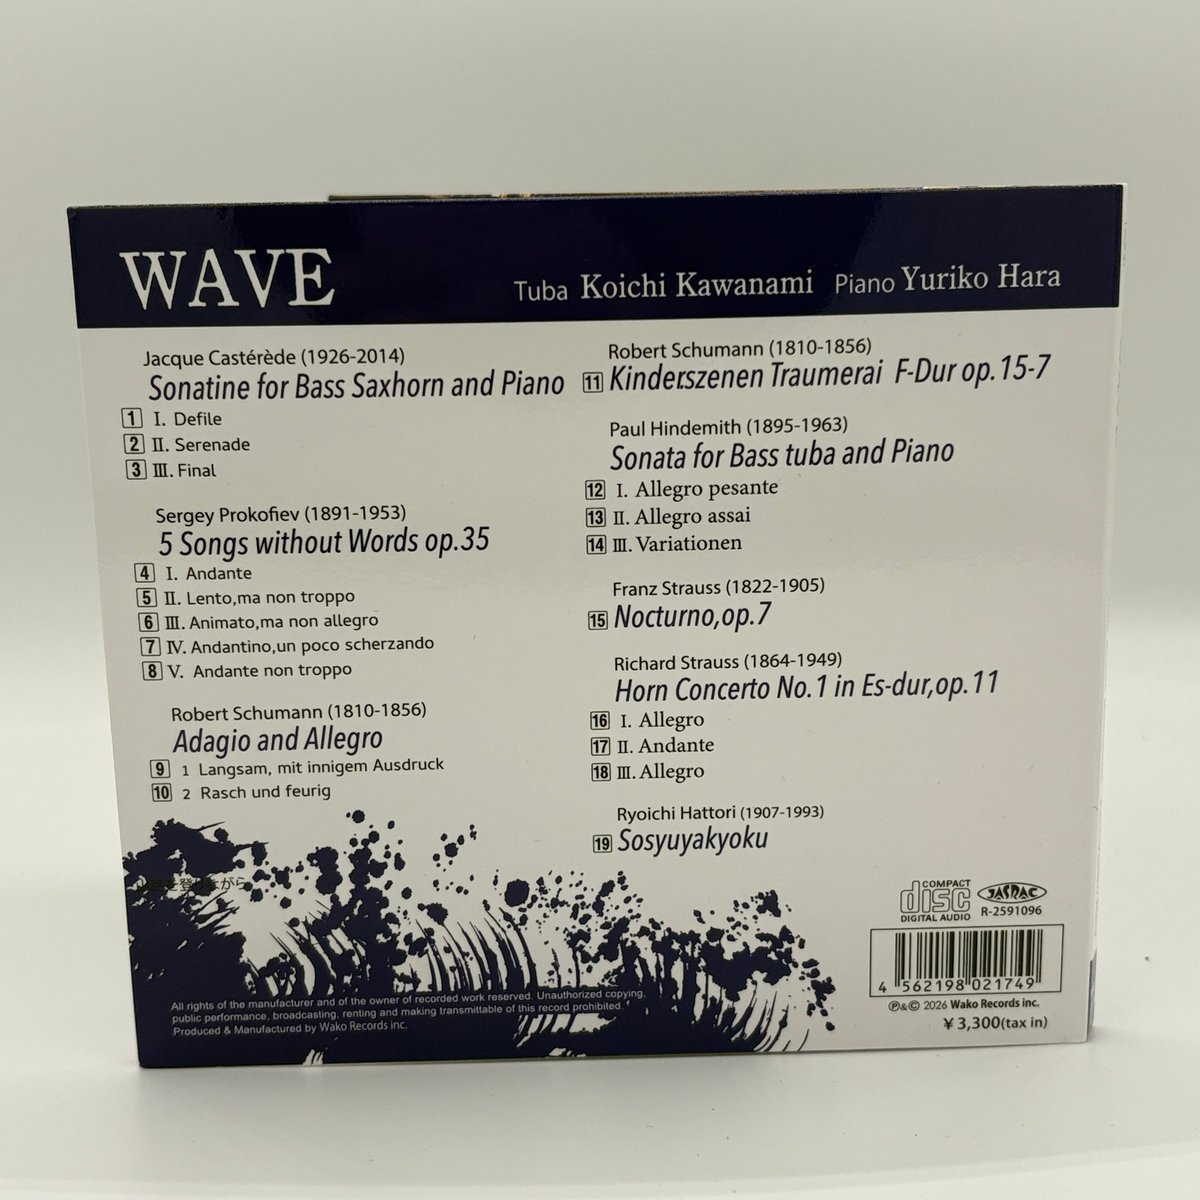 WAVE
Tuba Koichi Kawanami Piano Yuriko Hara
Jacque Castérède (1926-2014)
Sonatine for Bass Saxhorn and Piano
1 I. Defile
2 II. Serenade
3 III. Final
Sergey Prokofiev (1891-1953)
5 Songs without Words op.35
4 I. Andante
5 II. Lento,ma non troppo
6 III. Animato,ma non allegro
7 IV. Andantino,un poco scherzando
8 V. Andante non troppo
Robert Schumann (1810-1856)
Adagio and Allegro
9 1 Langsam, mit innigem Ausdruck
10 2 Rasch und feurig
Robert Schumann (1810-1856)
11 Kinderszenen Traumerai F-Dur op.15-7
Paul Hindemith (1895-1963)
Sonata for Bass tuba and Piano
12 I. Allegro pesante
13 II. Allegro assai
14 III. Variationen
Franz Strauss (1822-1905)
15 Nocturno,op.7
Richard Strauss (1864-1949)
Horn Concerto No.1 in Es-dur,op.11
16 I. Allegro
17 II. Andante
18 III. Allegro
Ryoichi Hattori (1907-1993)
19 Sosyuyakyoku
を登りながら
COMPACT
disc
DIGITAL AUDIO
JASRAC
R-2591096
4 562198 021749
All rights of the manufacturer and of the owner of recorded work reserved. Unauthorized copying,
public performance, broadcasting, renting and making transmittable of this record prohibited.
Produced & Manufactured by Wako Records inc.
℗&© 2026 Wako Records inc.
¥3,300(tax in)